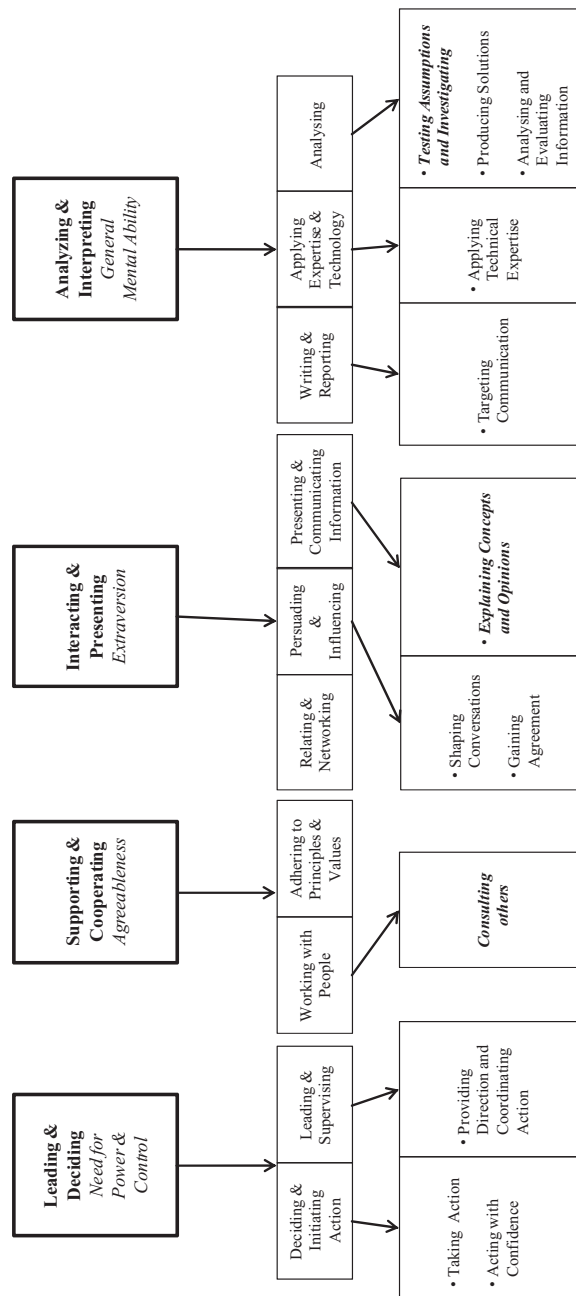 Leading &
Deciding
Need for
Power &
Control
Supporting &
Cooperating
Agreeableness
Interacting &
Presenting
Extraversion
Analyzing &
Interpreting
General
Mental Ability
Deciding &
Initiating
Action
Leading &
Supervising
Working with
People
Adhering to
Principles &
Values
Relating &
Networking
Persuading
&
Influencing
Presenting &
Communicating
Information
Writing &
Reporting
Applying
Expertise &
Technology
Analysing
• Taking Action
• Acting with
Confidence
• Providing
Direction and
Coordinating
Action
Consulting
others
• Shaping
Conversations
• Gaining
Agreement
• Explaining Concepts
and Opinions
• Targeting
Communication
• Applying
Technical
Expertise
• Testing Assumptions
and Investigating
• Producing Solutions
• Analysing and
Evaluating
Information